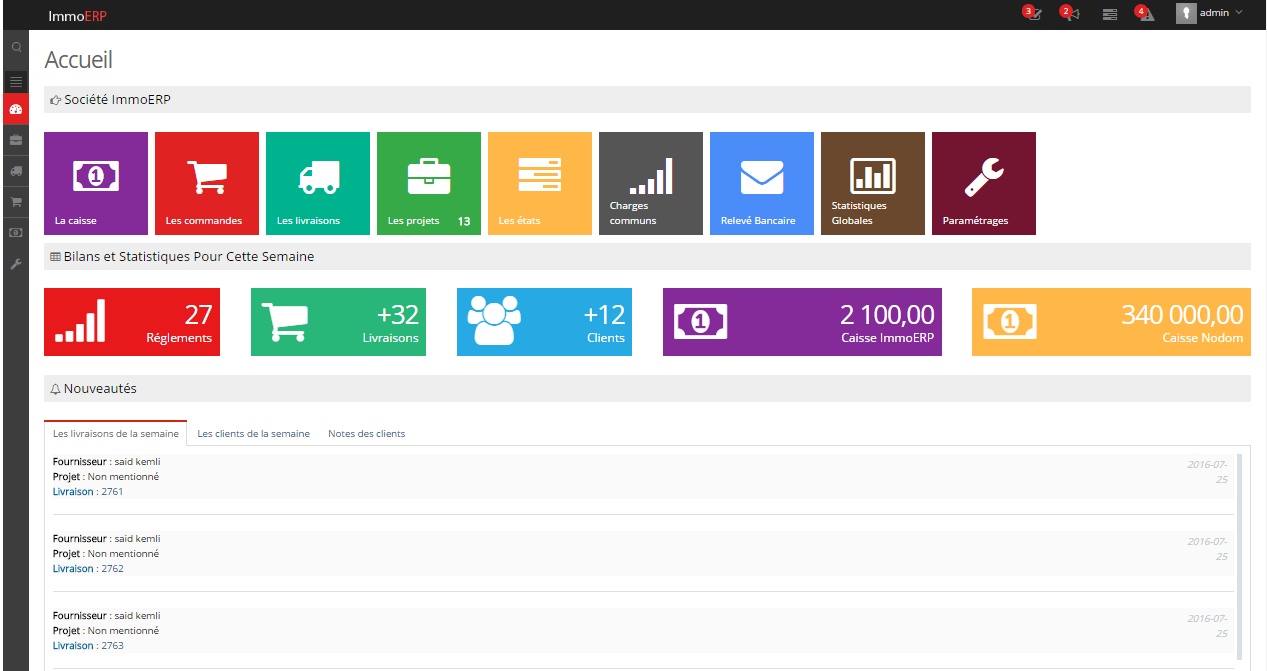 ImmoERP
3
2
4
admin
Accueil
Société ImmoERP
1
La caisse
Les commandes
Les livraisons
Les projets 13
Les états
Charges
communs
Relevé Bancaire
Statistiques
Globales
Paramétrages
Bilans et Statistiques Pour Cette Semaine
27
Réglements
+32
Livraisons
+12
Clients
1
2 100,00
Caisse ImmoERP
1
340 000,00
Caisse Nodom
Nouveautés
Les livraisons de la semaine Les clients de la semaine Notes des clients
Fournisseur : said kemli
Projet : Non mentionné
Livraison : 2761
2016-07-
25
Fournisseur : said kemli
Projet : Non mentionné
Livraison : 2762
2016-07-
25
Fournisseur : said kemli
Projet : Non mentionné
Livraison : 2763
2016-07-
25